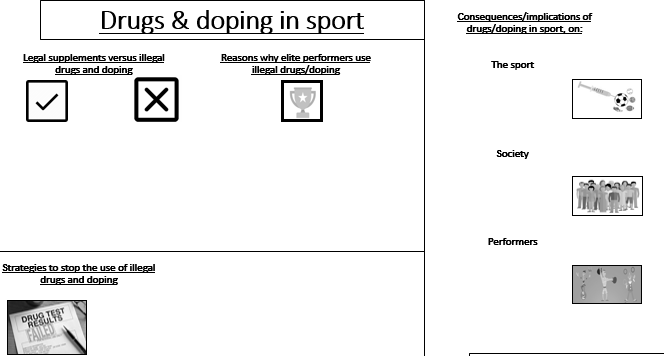 Drugs & doping in sport
Legal supplements versus illegal
drugs and doping
Reasons why elite performers use
illegal drugs/doping
Strategies to stop the use of illegal
drugs and doping
DRUG TEST
RESULTS
FAILED
Consequences/implications of
drugs/doping in sport, on:
The sport
Society
Performers